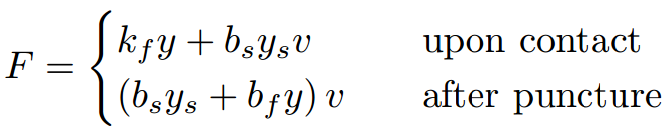 F = { k_f y + b_s y_s v    upon contact
(b_s y_s + b_f y) v    after puncture